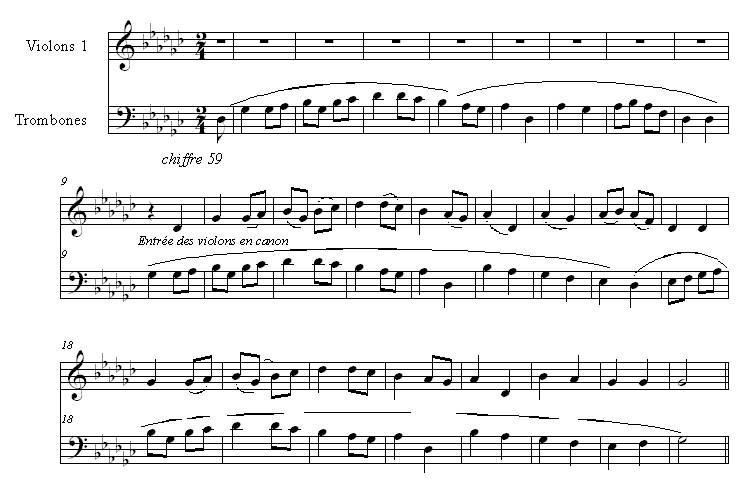 Violons 1
Trombones
chiffre 59
9
Entrée des violons en canon
9
18
18